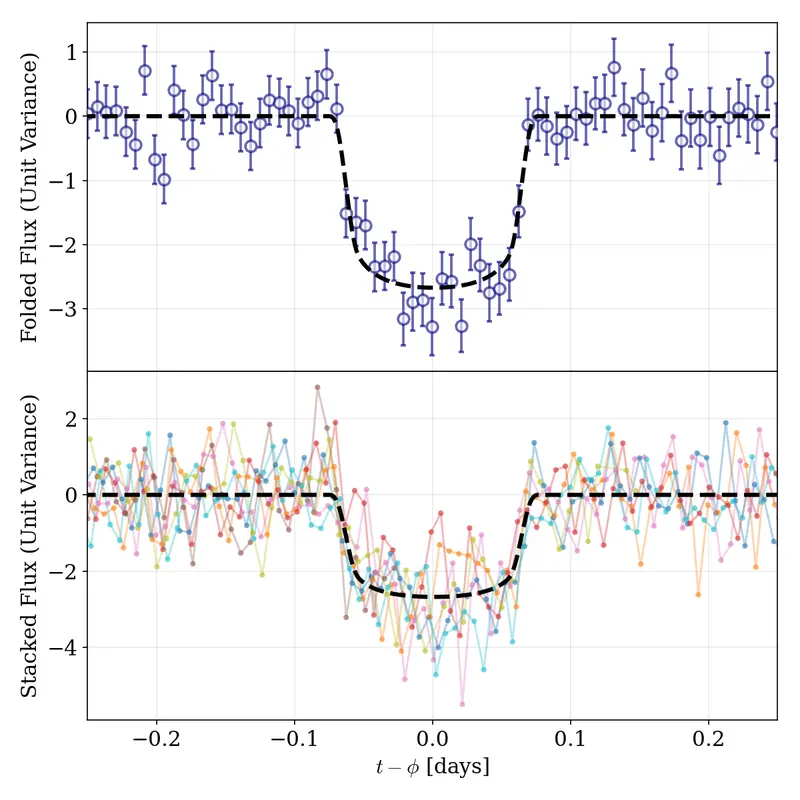 Folded Flux (Unit Variance)
1
0
−1
−2
−3
Stacked Flux (Unit Variance)
2
0
−2
−4
−0.2 −0.1 0.0 0.1 0.2
t − ϕ [days]